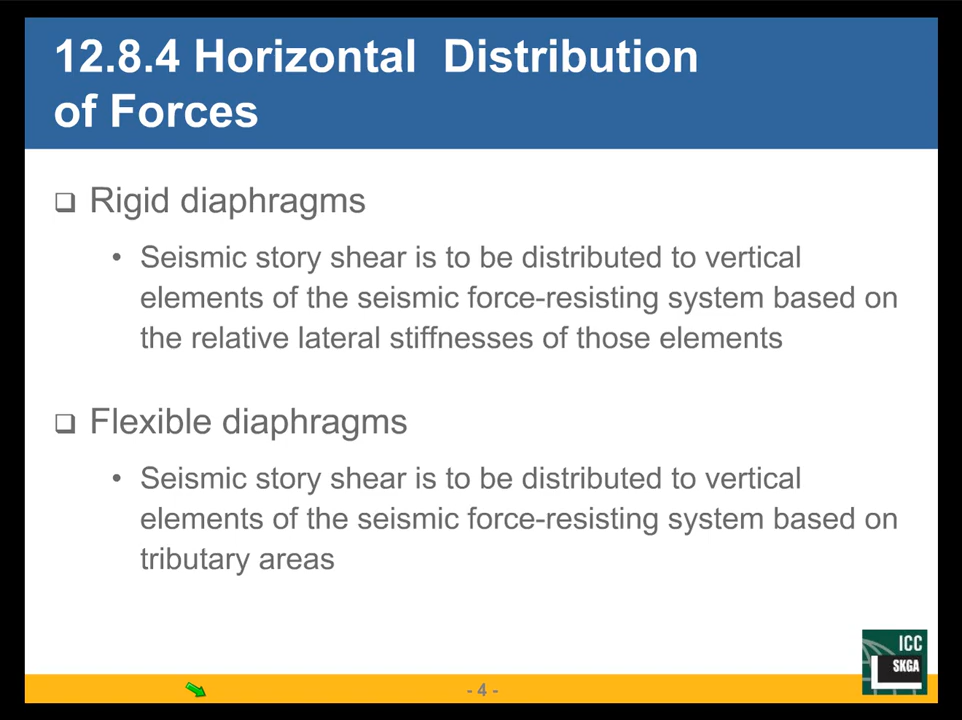 12.8.4 Horizontal Distribution
of Forces
❑ Rigid diaphragms
• Seismic story shear is to be distributed to vertical
elements of the seismic force-resisting system based on
the relative lateral stiffnesses of those elements
❑ Flexible diaphragms
• Seismic story shear is to be distributed to vertical
elements of the seismic force-resisting system based on
tributary areas
ICC
SKGA
- 4 -